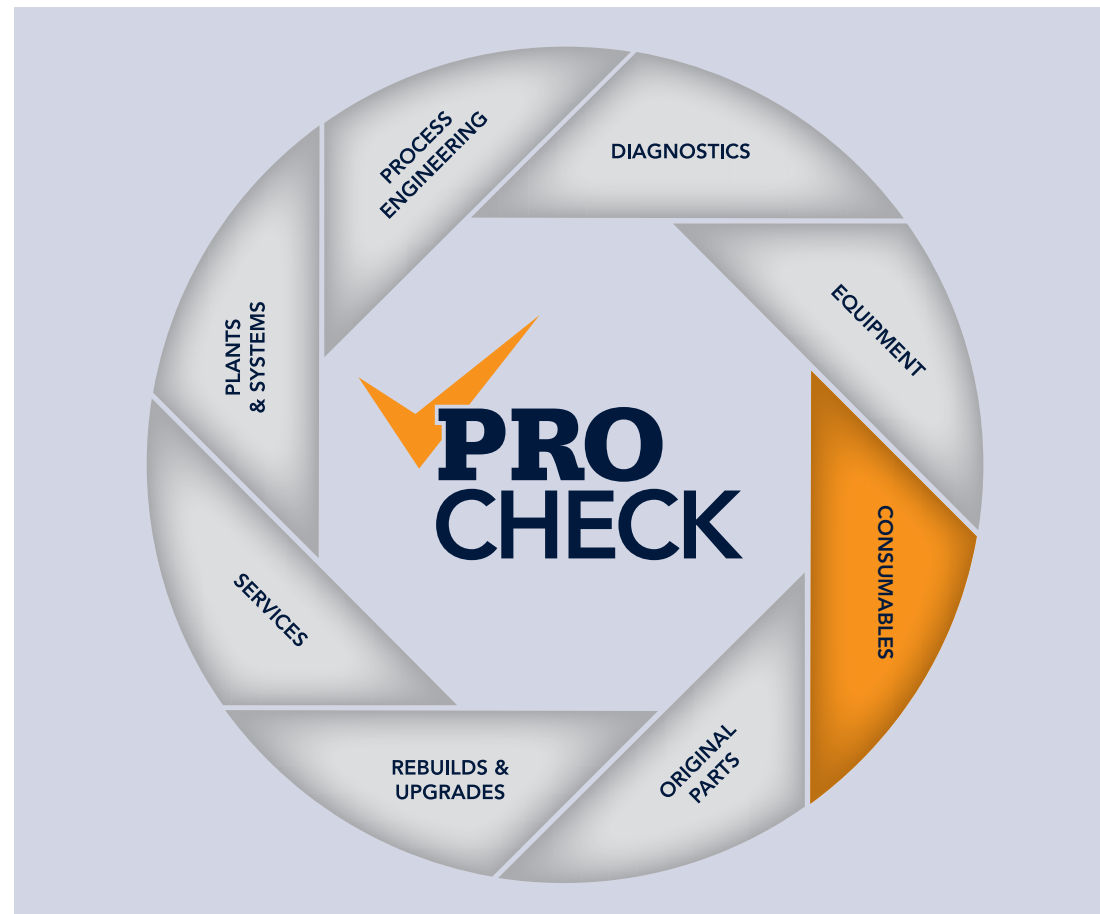 PROCESS
ENGINEERING
DIAGNOSTICS
EQUIPMENT
CONSUMABLES
ORIGINAL
PARTS
REBUILDS &
UPGRADES
SERVICES
PLANTS
& SYSTEMS
PRO
CHECK